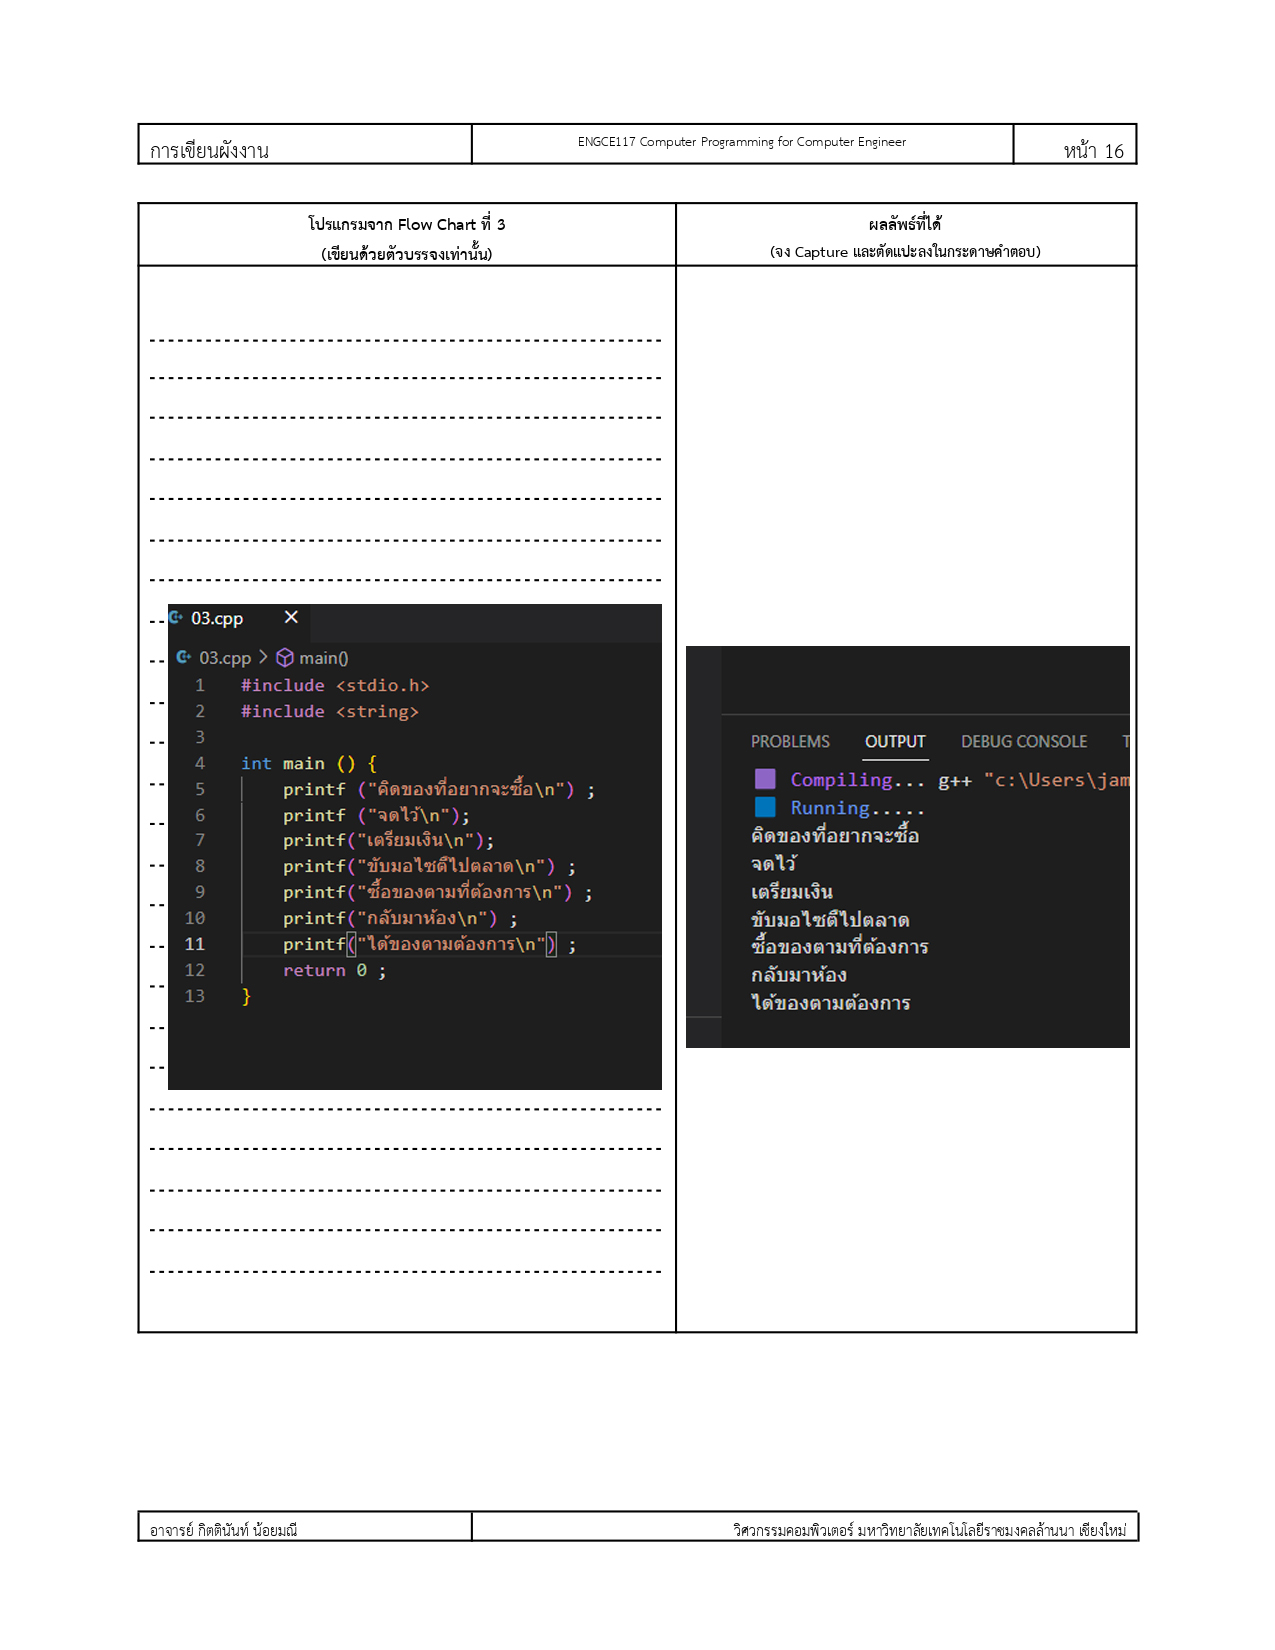 การเขียนผังงาน
ENGCE117 Computer Programming for Computer Engineer
หน้า 16
โปรแกรมจาก Flow Chart ที่ 3
(เขียนด้วยตัวบรรจงเท่านั้น)
ผลลัพธ์ที่ได้
(จง Capture และตัดแปะลงในกระดาษคำตอบ)
03.cpp
03.cpp > main()
1 #include <stdio.h>
2 #include <string>
3
4 int main () {
5 printf ("คิดของที่อยากจะซื้อ\n") ;
6 printf ("จดไว้\n");
7 printf("เตรียมเงิน\n");
8 printf("ขับมอไซต์ไปตลาด\n") ;
9 printf("ซื้อของตามที่ต้องการ\n") ;
10 printf("กลับมาห้อง\n") ;
11 printf("ได้ของตามต้องการ\n") ;
12 return 0 ;
13 }
PROBLEMS OUTPUT DEBUG CONSOLE T
Compiling... g++ "c:\Users\jam
Running.....
คิดของที่อยากจะซื้อ
จดไว้
เตรียมเงิน
ขับมอไซต์ไปตลาด
ซื้อของตามที่ต้องการ
กลับมาห้อง
ได้ของตามต้องการ
อาจารย์ กิตตินันท์ น้อยมณี
วิศวกรรมคอมพิวเตอร์ มหาวิทยาลัยเทคโนโลยีราชมงคลล้านนา เชียงใหม่